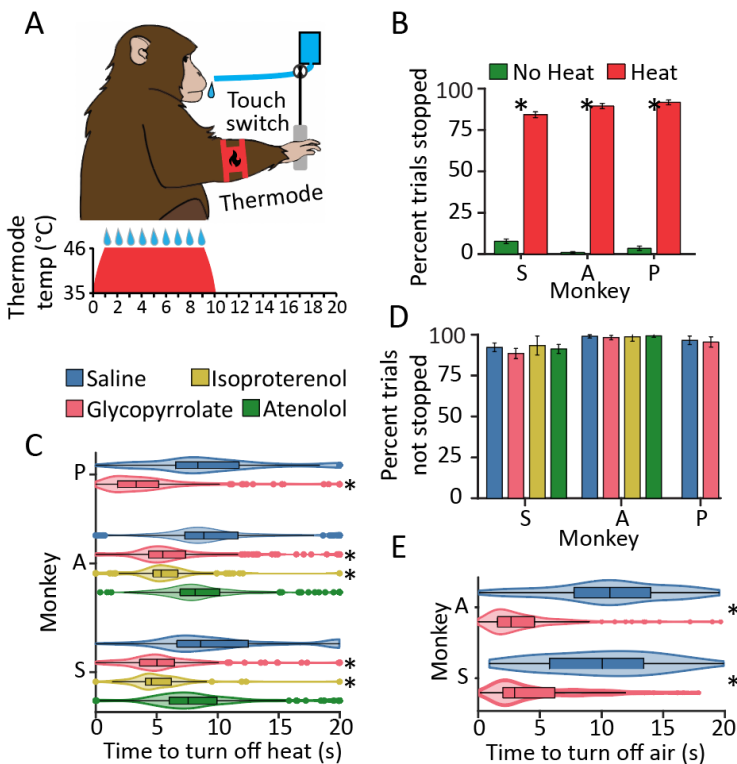 A
Touch
switch
Thermode
Thermode
temp (°C)
46
35
0 1 2 4 6 8 10 12 14 16 18 20
B
No Heat Heat
Percent trials stopped
100
75
50
25
0
* * *
S A P
Monkey
Saline Isoproterenol
Glycopyrrolate Atenolol
C
Monkey
P
A
S
*
*
*
*
*
0 5 10 15 20
Time to turn off heat (s)
D
Percent trials
not stopped
100
75
50
25
0
S A P
Monkey
E
Monkey
A
S
*
*
0 5 10 15 20
Time to turn off air (s)